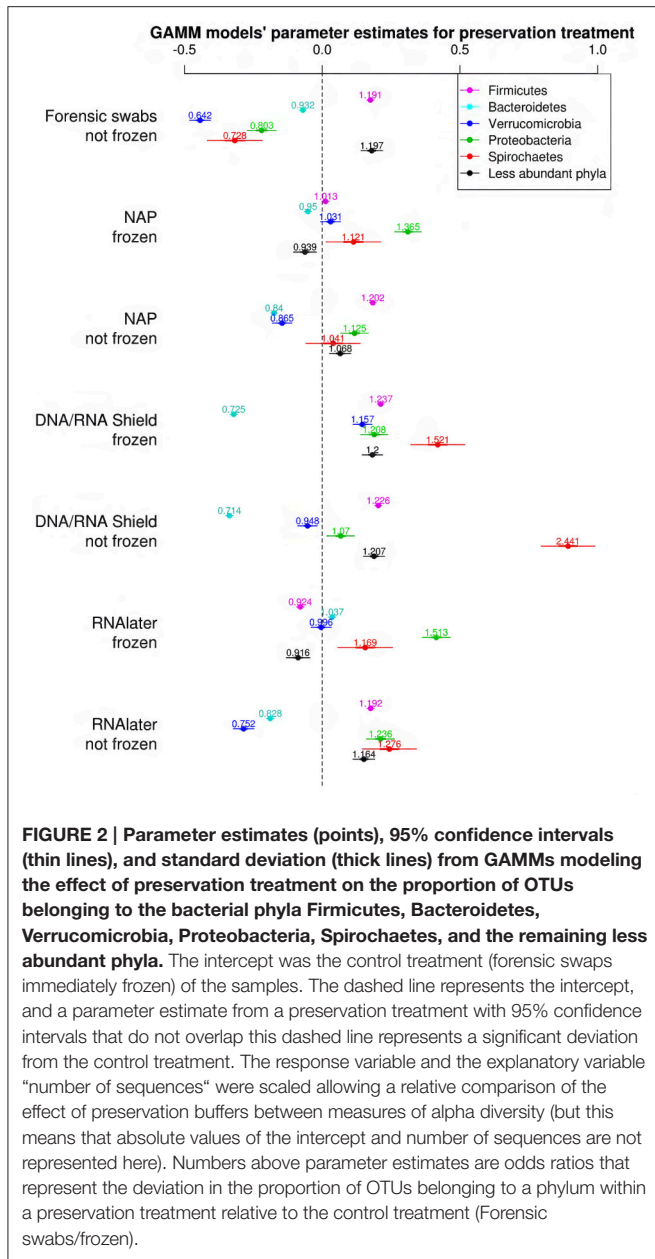 GAMM models' parameter estimates for preservation treatment
-0.5 0.0 0.5 1.0
Firmicutes
Bacteroidetes
Verrucomicrobia
Proteobacteria
Spirochaetes
Less abundant phyla
Forensic swabs
not frozen
1.191
0.932
0.642
0.803
0.728
1.197
NAP
frozen
1.013
0.95
1.031
1.365
1.121
0.939
NAP
not frozen
1.202
0.84
0.865
1.125
1.041
1.068
DNA/RNA Shield
frozen
1.237
0.725
1.157
1.208
1.521
1.2
DNA/RNA Shield
not frozen
1.226
0.714
0.948
1.07
2.441
1.207
RNAlater
frozen
0.924
1.037
0.996
1.513
1.169
0.916
RNAlater
not frozen
1.192
0.828
0.752
1.236
1.276
1.164
FIGURE 2 | Parameter estimates (points), 95% confidence intervals
(thin lines), and standard deviation (thick lines) from GAMMs modeling
the effect of preservation treatment on the proportion of OTUs
belonging to the bacterial phyla Firmicutes, Bacteroidetes,
Verrucomicrobia, Proteobacteria, Spirochaetes, and the remaining less
abundant phyla. The intercept was the control treatment (forensic swaps
immediately frozen) of the samples. The dashed line represents the intercept,
and a parameter estimate from a preservation treatment with 95% confidence
intervals that do not overlap this dashed line represents a significant deviation
from the control treatment. The response variable and the explanatory variable
“number of sequences“ were scaled allowing a relative comparison of the
effect of preservation buffers between measures of alpha diversity (but this
means that absolute values of the intercept and number of sequences are not
represented here). Numbers above parameter estimates are odds ratios that
represent the deviation in the proportion of OTUs belonging to a phylum within
a preservation treatment relative to the control treatment (Forensic
swabs/frozen).